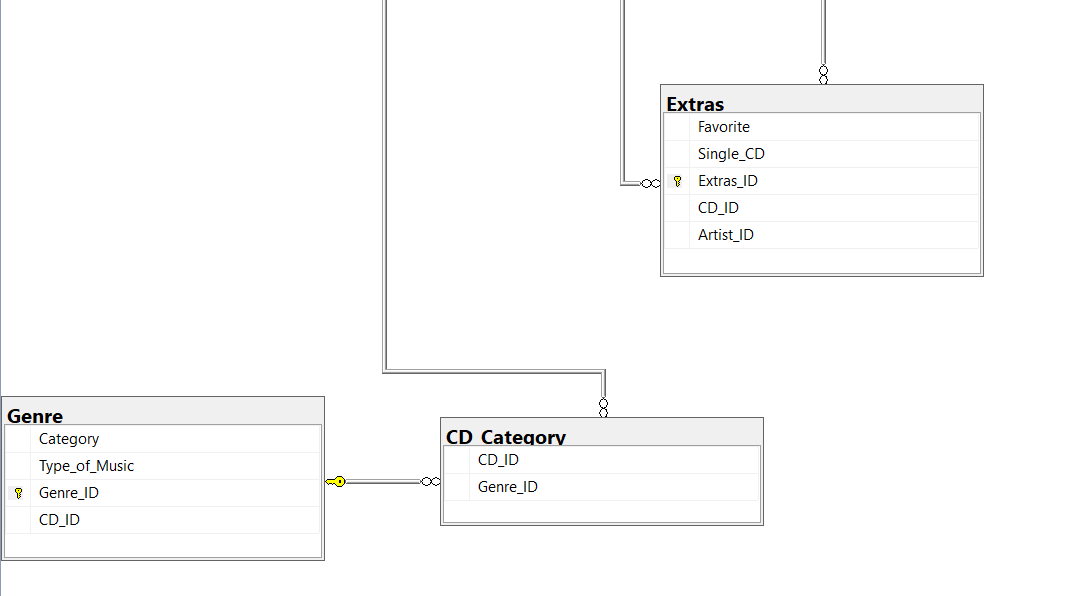 Extras
Favorite
Single_CD
Extras_ID
CD_ID
Artist_ID
Genre
Category
Type_of_Music
Genre_ID
CD_ID
CD_Category
CD_ID
Genre_ID